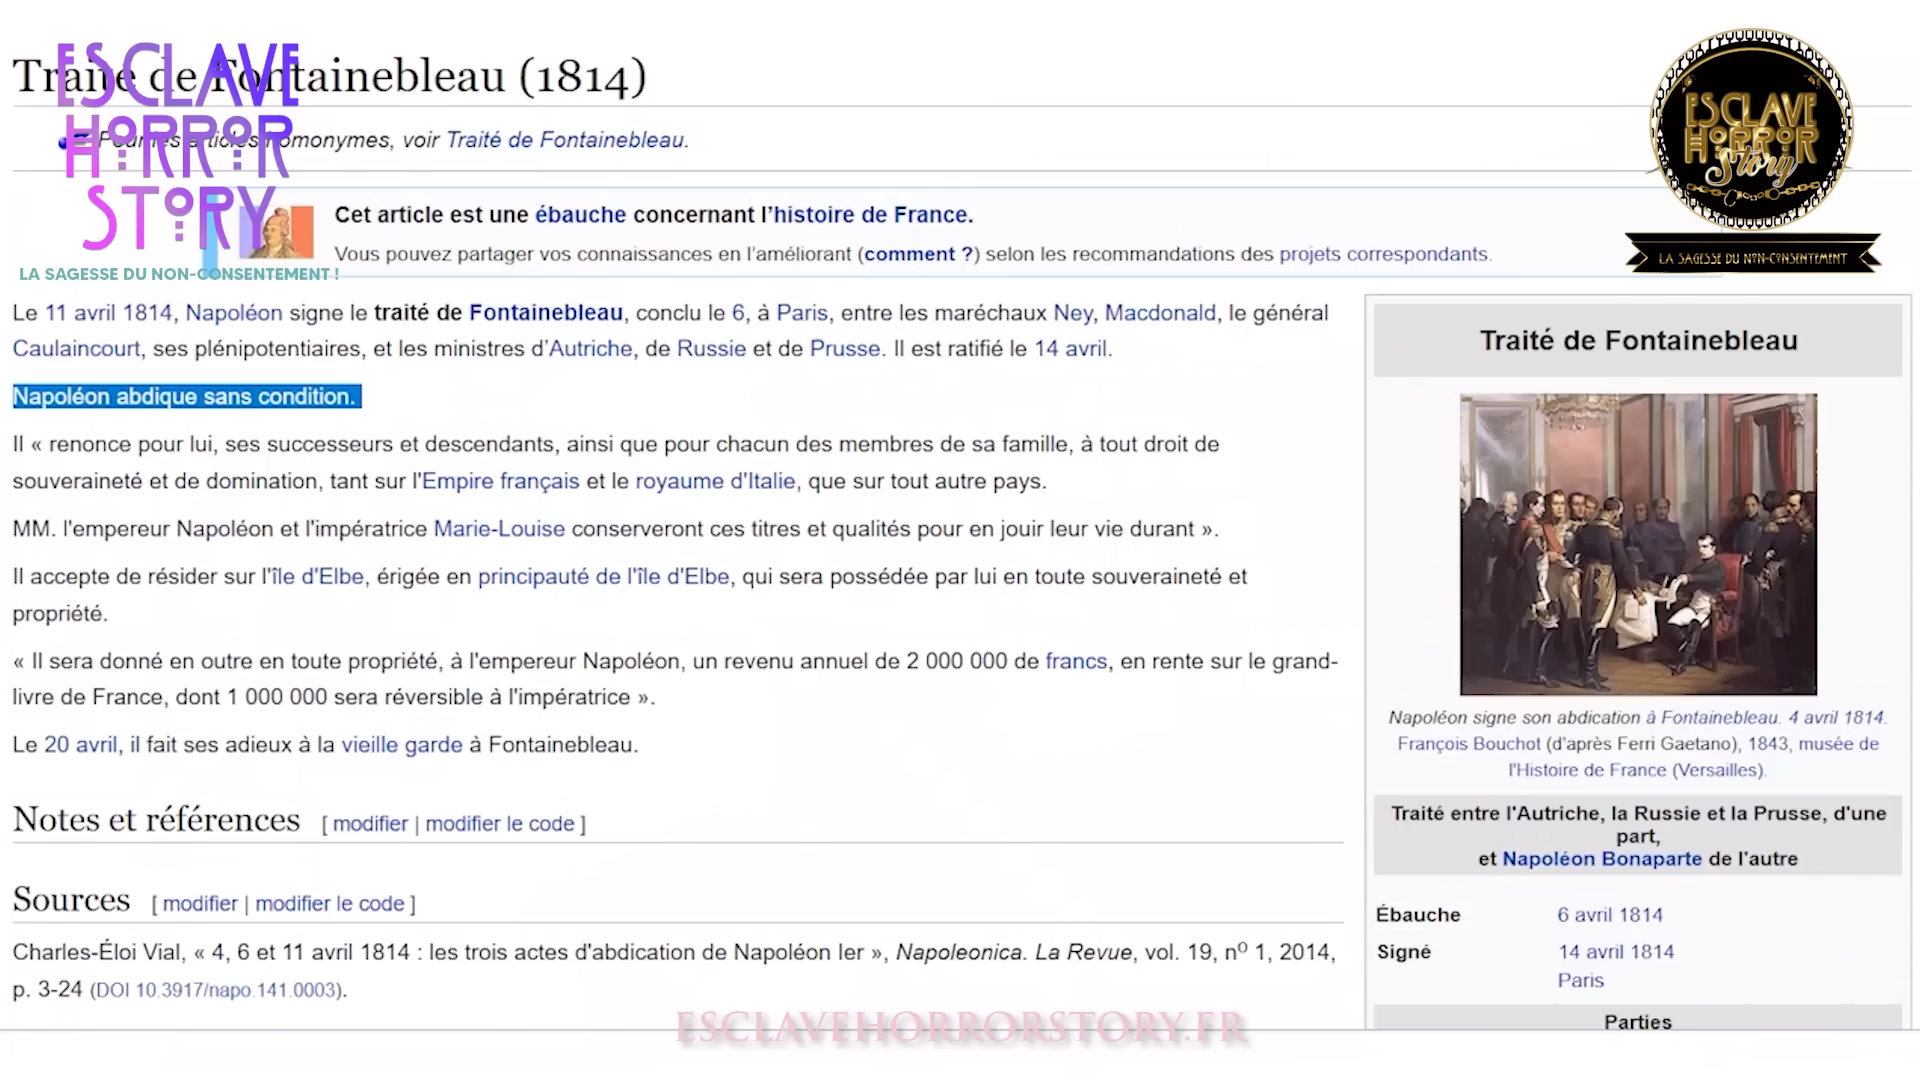 Traité de Fontainebleau (1814)
ESCLAVE
HORROR
STORY
LA SAGESSE DU NON-CONSENTEMENT !
Pour les articles homonymes, voir Traité de Fontainebleau.
ESCLAVE
HORROR
Story
LA SAGESSE DU NON-CONSENTEMENT
Cet article est une ébauche concernant l’histoire de France.
Vous pouvez partager vos connaissances en l’améliorant (comment ?) selon les recommandations des projets correspondants.
Le 11 avril 1814, Napoléon signe le traité de Fontainebleau, conclu le 6, à Paris, entre les maréchaux Ney, Macdonald, le général
Caulaincourt, ses plénipotentiaires, et les ministres d'Autriche, de Russie et de Prusse. Il est ratifié le 14 avril.
Napoléon abdique sans condition.
Il « renonce pour lui, ses successeurs et descendants, ainsi que pour chacun des membres de sa famille, à tout droit de
souveraineté et de domination, tant sur l'Empire français et le royaume d'Italie, que sur tout autre pays.
MM. l'empereur Napoléon et l'impératrice Marie-Louise conserveront ces titres et qualités pour en jouir leur vie durant ».
Il accepte de résider sur l'île d'Elbe, érigée en principauté de l'île d'Elbe, qui sera possédée par lui en toute souveraineté et
propriété.
« Il sera donné en outre en toute propriété, à l'empereur Napoléon, un revenu annuel de 2 000 000 de francs, en rente sur le grand-
livre de France, dont 1 000 000 sera réversible à l'impératrice ».
Le 20 avril, il fait ses adieux à la vieille garde à Fontainebleau.
Notes et références [ modifier | modifier le code ]
Sources [ modifier | modifier le code ]
Charles-Éloi Vial, « 4, 6 et 11 avril 1814 : les trois actes d'abdication de Napoléon Ier », Napoleonica. La Revue, vol. 19, nº 1, 2014,
p. 3-24 (DOI 10.3917/napo.141.0003).
Traité de Fontainebleau
Napoléon signe son abdication à Fontainebleau. 4 avril 1814.
François Bouchot (d'après Ferri Gaetano), 1843, musée de
l'Histoire de France (Versailles).
Traité entre l'Autriche, la Russie et la Prusse, d'une
part,
et Napoléon Bonaparte de l'autre
Ébauche 6 avril 1814
Signé 14 avril 1814
Paris
Parties
ESCLAVEHORRORSTORY.FR